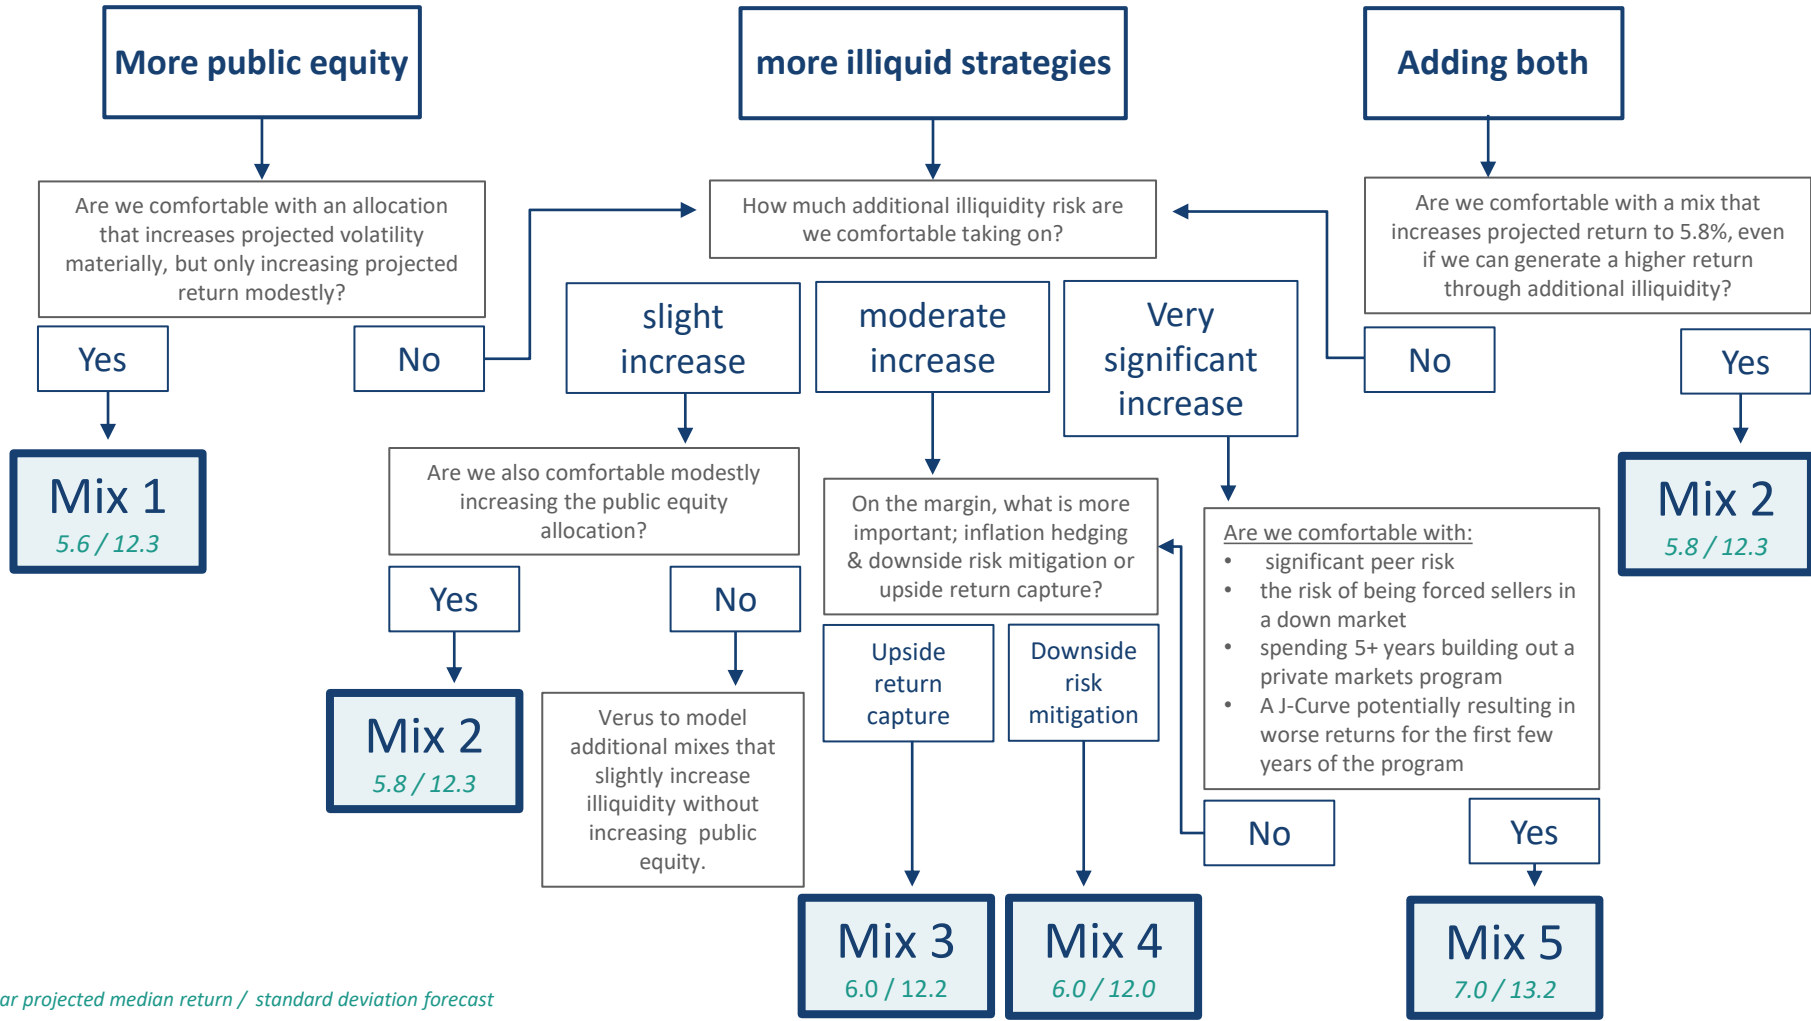 More public equity
more illiquid strategies
Adding both
Are we comfortable with an allocation
that increases projected volatility
materially, but only increasing projected
return modestly?
How much additional illiquidity risk are
we comfortable taking on?
Are we comfortable with a mix that
increases projected return to 5.8%, even
if we can generate a higher return
through additional illiquidity?
Yes
No
slight
increase
moderate
increase
Very
significant
increase
No
Yes
Mix 1
5.6 / 12.3
Are we also comfortable modestly
increasing the public equity
allocation?
On the margin, what is more
important; inflation hedging
& downside risk mitigation or
upside return capture?
Are we comfortable with:
• significant peer risk
• the risk of being forced sellers in
a down market
• spending 5+ years building out a
private markets program
• A J-Curve potentially resulting in
worse returns for the first few
years of the program
Mix 2
5.8 / 12.3
Yes
No
Upside
return
capture
Downside
risk
mitigation
Mix 2
5.8 / 12.3
Verus to model
additional mixes that
slightly increase
illiquidity without
increasing public
equity.
No
Yes
Mix 3
6.0 / 12.2
Mix 4
6.0 / 12.0
Mix 5
7.0 / 13.2
projected median return / standard deviation forecast